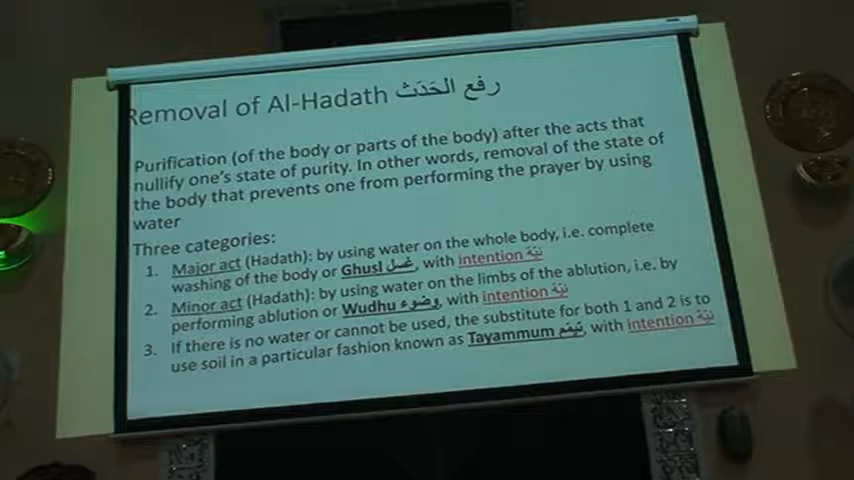 Removal of Al-Hadath رفع الحَدَث
Purification (of the body or parts of the body) after the acts that
nullify one's state of purity. In other words, removal of the state of
the body that prevents one from performing the prayer by using
water
Three categories:
1. Major act (Hadath): by using water on the whole body, i.e. complete
washing of the body or Ghusl غسل, with intention نيّة
2. Minor act (Hadath): by using water on the limbs of the ablution, i.e. by
performing ablution or Wudhu وضوء, with intention نيّة
3. If there is no water or cannot be used, the substitute for both 1 and 2 is to
use soil in a particular fashion known as Tayammum تيمّم, with intention نيّة